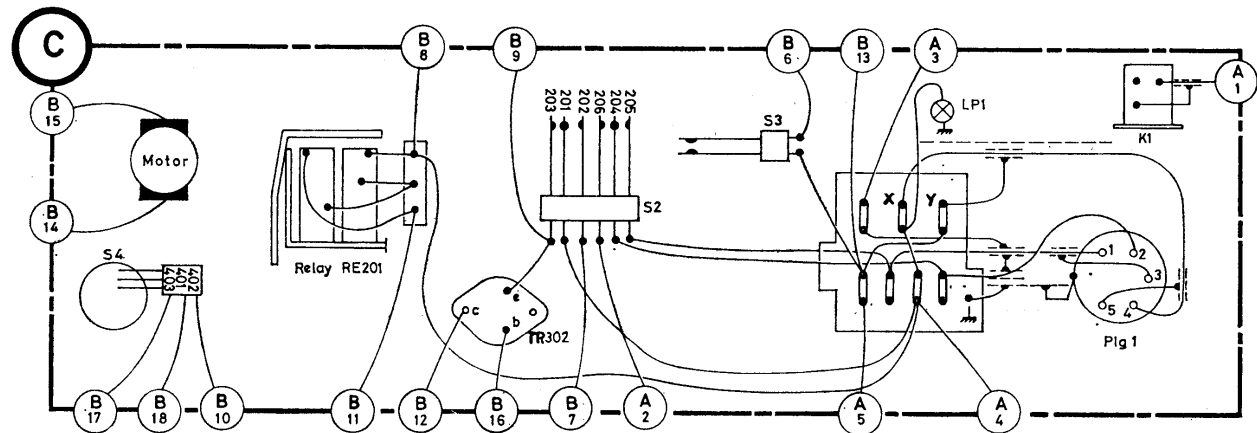 C
B 8
B 9
B 6
B 13
A 3
A 1
B 15
Motor
B 14
203
201
202
206
204
205
S3
LP1
K1
X
Y
S2
Relay RE201
S4
403
401
402
e
c
b
TR302
1
2
3
4
5
Plg 1
B 17
B 18
B 10
B 11
B 12
B 16
B 7
A 2
A 5
A 4